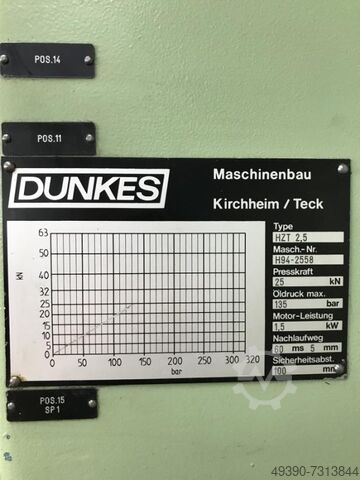 POS.14
POS.11
DUNKES
Maschinenbau
Kirchheim / Teck
Type
HZT 2,5
Masch.-Nr.
H94-2558
Presskraft
25 kN
Öldruck max.
135 bar
Motor-Leistung
1,5 kW
Nachlaufweg
60 ms 5 mm
Sicherheitsabst.
100 mm
kN
63
50
40
30
25
20
15
10
5
0
0 50 100 150 200 250 320
bar
POS.15
SP1
49390-7313844